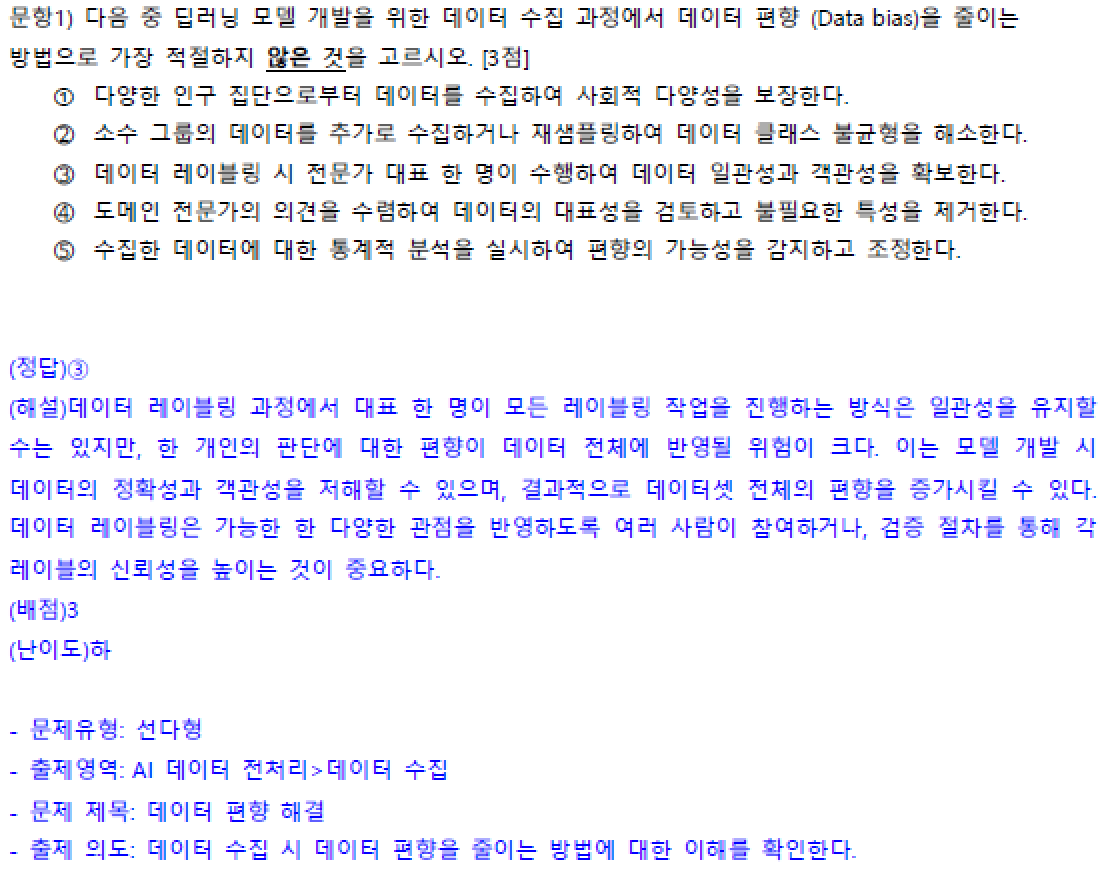 문항1) 다음 중 딥러닝 모델 개발을 위한 데이터 수집 과정에서 데이터 편향 (Data bias)을 줄이는
방법으로 가장 적절하지 않은 것을 고르시오. [3점]
① 다양한 인구 집단으로부터 데이터를 수집하여 사회적 다양성을 보장한다.
② 소수 그룹의 데이터를 추가로 수집하거나 재샘플링하여 데이터 클래스 불균형을 해소한다.
③ 데이터 레이블링 시 전문가 대표 한 명이 수행하여 데이터 일관성과 객관성을 확보한다.
④ 도메인 전문가의 의견을 수렴하여 데이터의 대표성을 검토하고 불필요한 특성을 제거한다.
⑤ 수집한 데이터에 대한 통계적 분석을 실시하여 편향의 가능성을 감지하고 조정한다.
(정답)③
(해설)데이터 레이블링 과정에서 대표 한 명이 모든 레이블링 작업을 진행하는 방식은 일관성을 유지할
수는 있지만, 한 개인의 판단에 대한 편향이 데이터 전체에 반영될 위험이 크다. 이는 모델 개발 시
데이터의 정확성과 객관성을 저해할 수 있으며, 결과적으로 데이터셋 전체의 편향을 증가시킬 수 있다.
데이터 레이블링은 가능한 한 다양한 관점을 반영하도록 여러 사람이 참여하거나, 검증 절차를 통해 각
레이블의 신뢰성을 높이는 것이 중요하다.
(배점)3
(난이도)하
- 문제유형: 선다형
- 출제영역: AI 데이터 전처리>데이터 수집
- 문제 제목: 데이터 편향 해결
- 출제 의도: 데이터 수집 시 데이터 편향을 줄이는 방법에 대한 이해를 확인한다.